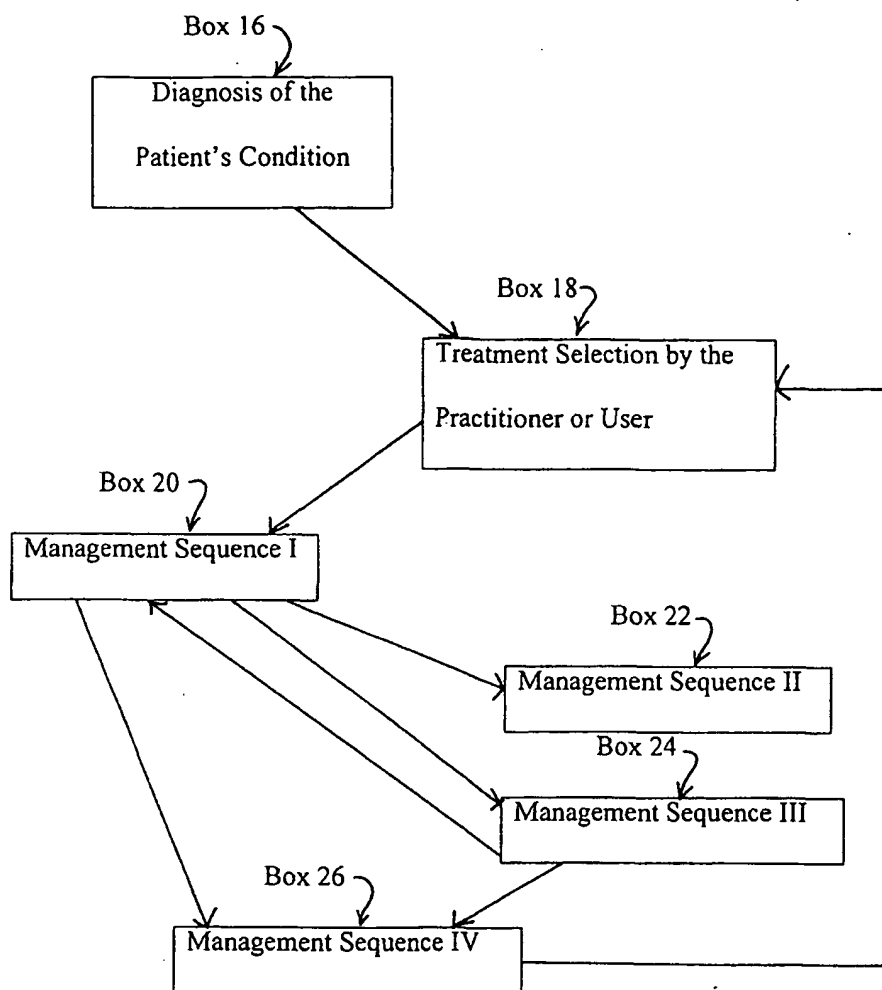 Box 16
Diagnosis of the
Patient's Condition
Box 18
Treatment Selection by the
Practitioner or User
Box 20
Management Sequence I
Box 22
Management Sequence II
Box 24
Management Sequence III
Box 26
Management Sequence IV